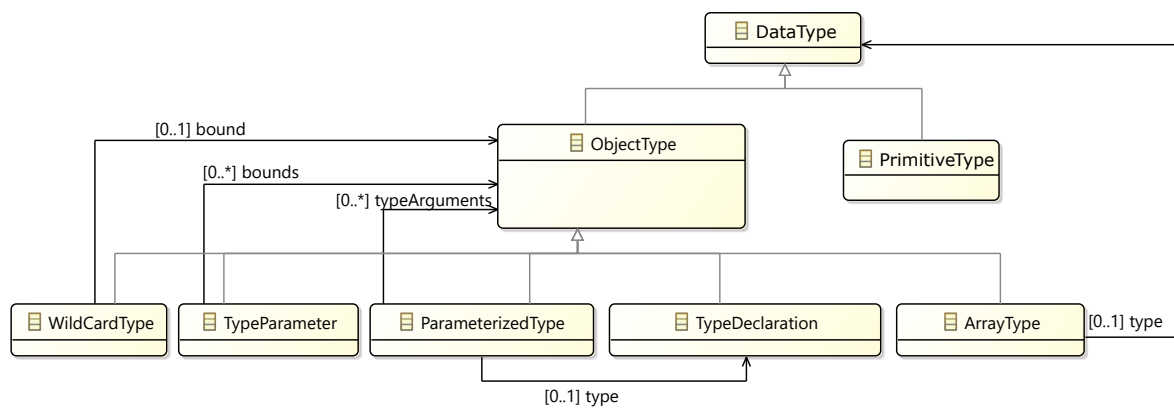 DataType
[0..1] bound
ObjectType
PrimitiveType
[0..*] bounds
[0..*] typeArguments
WildCardType
TypeParameter
ParameterizedType
TypeDeclaration
ArrayType
[0..1] type
[0..1] type